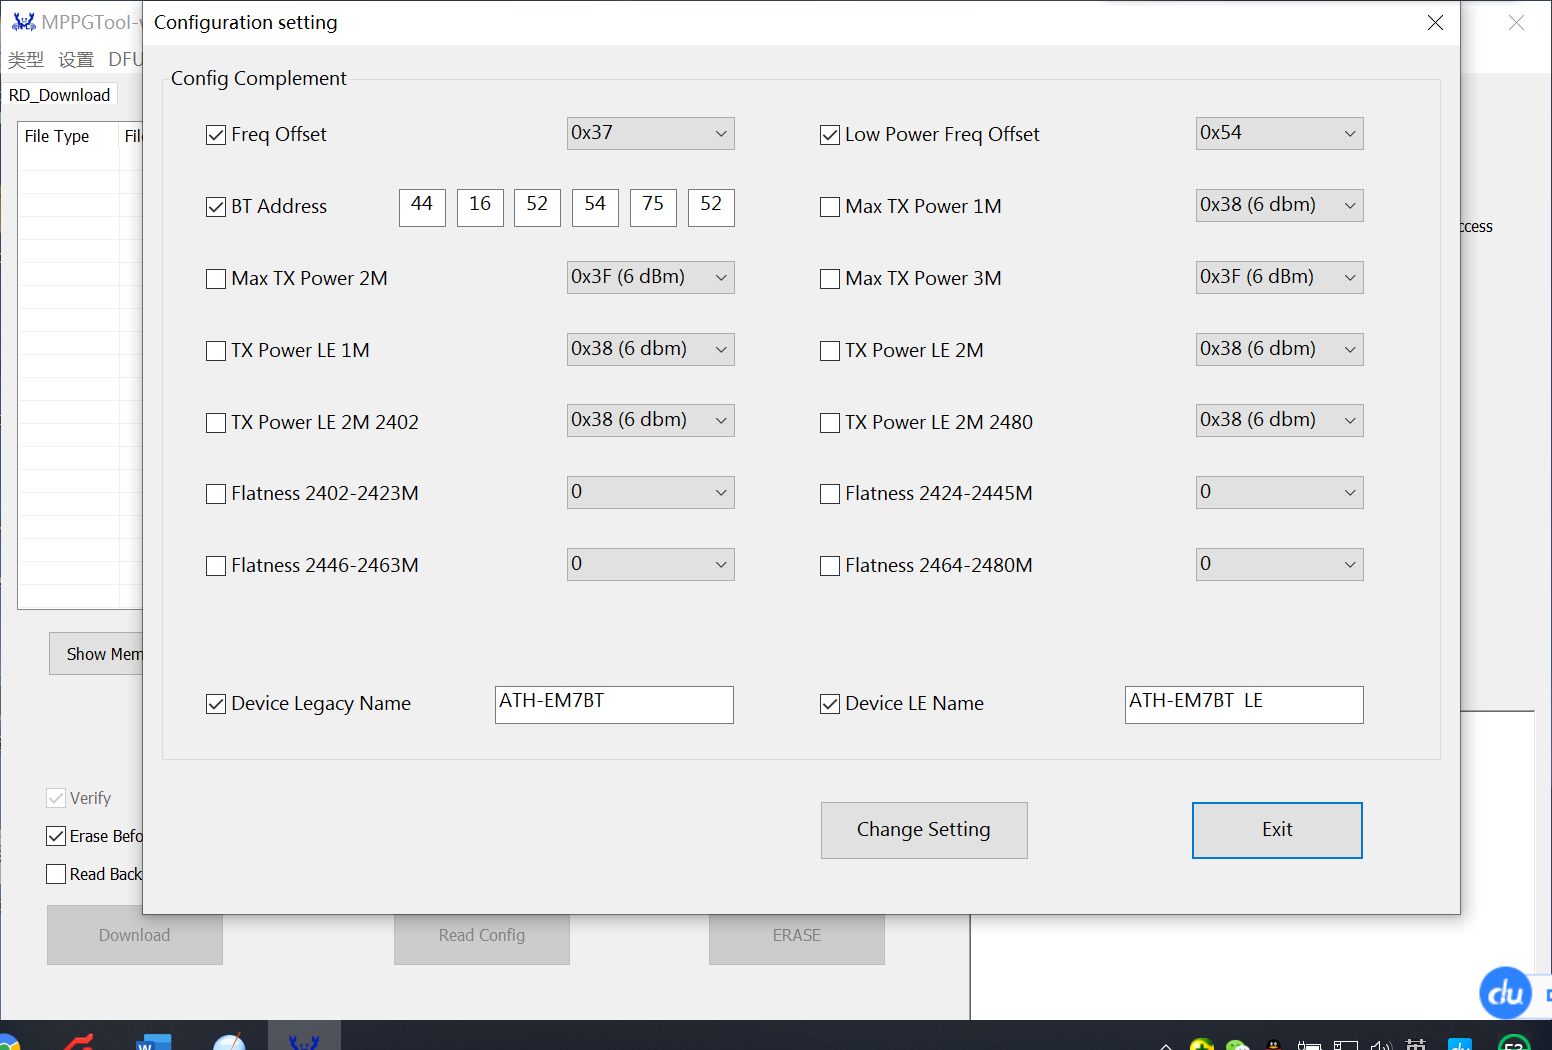 MPPGTool-
Configuration setting
类型 设置 DFU
Config Complement
RD_Download
File Type
Freq Offset 0x37 Low Power Freq Offset 0x54
BT Address 44 16 52 54 75 52 Max TX Power 1M 0x38 (6 dbm)
Max TX Power 2M 0x3F (6 dBm) Max TX Power 3M 0x3F (6 dBm)
TX Power LE 1M 0x38 (6 dbm) TX Power LE 2M 0x38 (6 dbm)
TX Power LE 2M 2402 0x38 (6 dbm) TX Power LE 2M 2480 0x38 (6 dbm)
Flatness 2402-2423M 0 Flatness 2424-2445M 0
Flatness 2446-2463M 0 Flatness 2464-2480M 0
Show Mem
Device Legacy Name ATH-EM7BT Device LE Name ATH-EM7BT LE
Verify
Change Setting Exit
Erase Befo
Read Back
Download Read Config ERASE
du
英